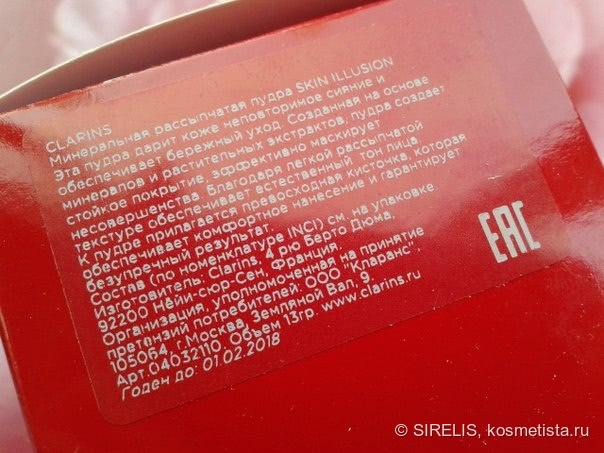 CLARINS
Минеральная рассыпчатая пудра SKIN ILLUSION
Эта пудра дарит коже неповторимое сияние и
обеспечивает бережный уход. Созданная на основе
минералов и растительных экстрактов, пудра создает
стойкое покрытие, эффективно маскирует
несовершенства. Благодаря легкой рассыпчатой
текстуре обеспечивает естественный тон лица.
К пудре прилагается превосходная кисточка, которая
обеспечивает комфортное нанесение и гарантирует
безупречный результат.
Состав (по номенклатуре INCI) см. на упаковке.
Изготовитель: Clarins, 4 рю Берто Дюма,
92200 Нейи-сюр-Сен, Франция.
Организация, уполномоченная на принятие
претензий потребителей: ООО "Кларанс",
105064, г.Москва, Земляной Вал, 9.
Арт.04032110. Объем 13гр. www.clarins.ru
Годен до: 01.02.2018
EAC
© SIRELIS, kosmetista.ru